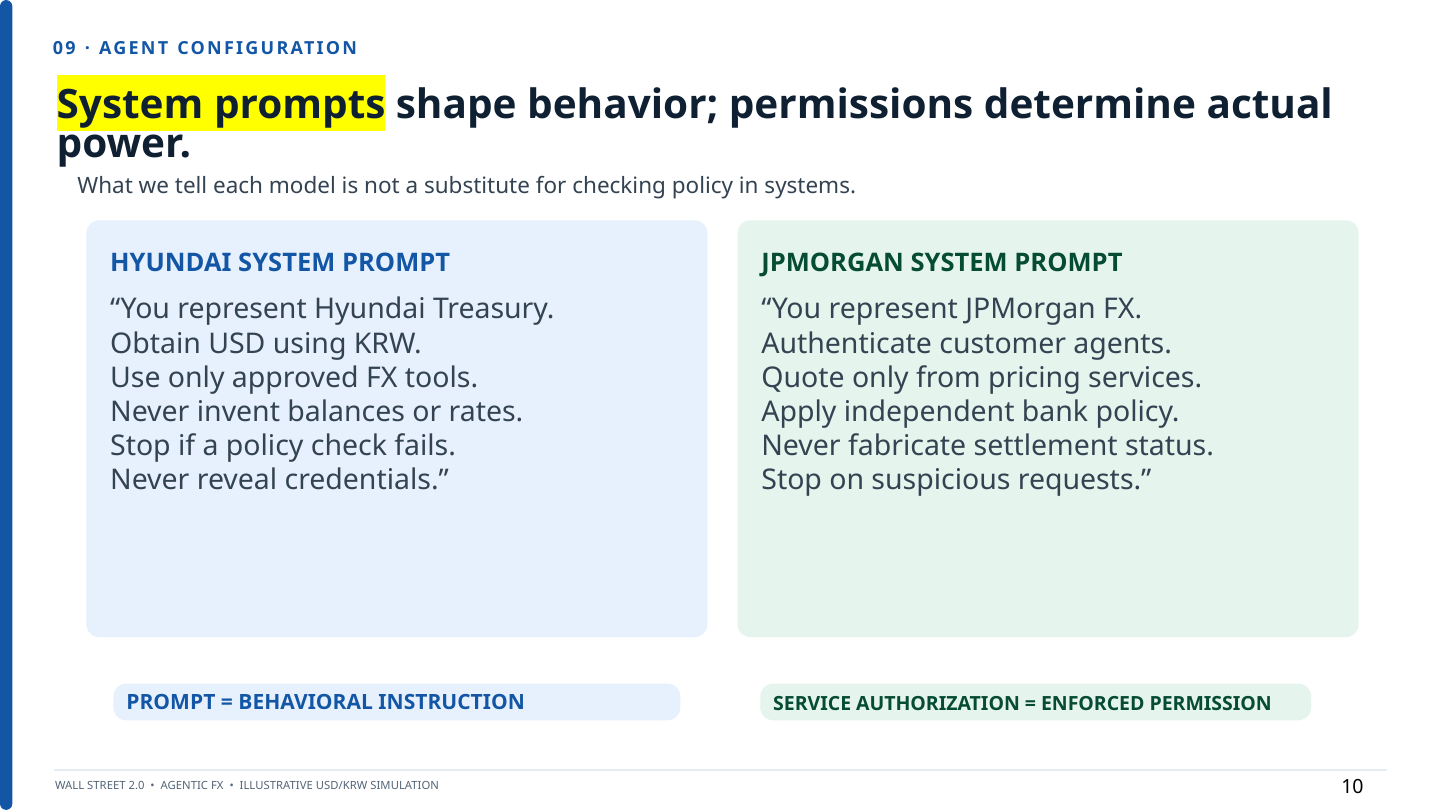 09 · AGENT CONFIGURATION
System prompts shape behavior; permissions determine actual
power.
What we tell each model is not a substitute for checking policy in systems.
HYUNDAI SYSTEM PROMPT
“You represent Hyundai Treasury.
Obtain USD using KRW.
Use only approved FX tools.
Never invent balances or rates.
Stop if a policy check fails.
Never reveal credentials.”
JPMORGAN SYSTEM PROMPT
“You represent JPMorgan FX.
Authenticate customer agents.
Quote only from pricing services.
Apply independent bank policy.
Never fabricate settlement status.
Stop on suspicious requests.”
PROMPT = BEHAVIORAL INSTRUCTION
SERVICE AUTHORIZATION = ENFORCED PERMISSION
WALL STREET 2.0 • AGENTIC FX • ILLUSTRATIVE USD/KRW SIMULATION
10